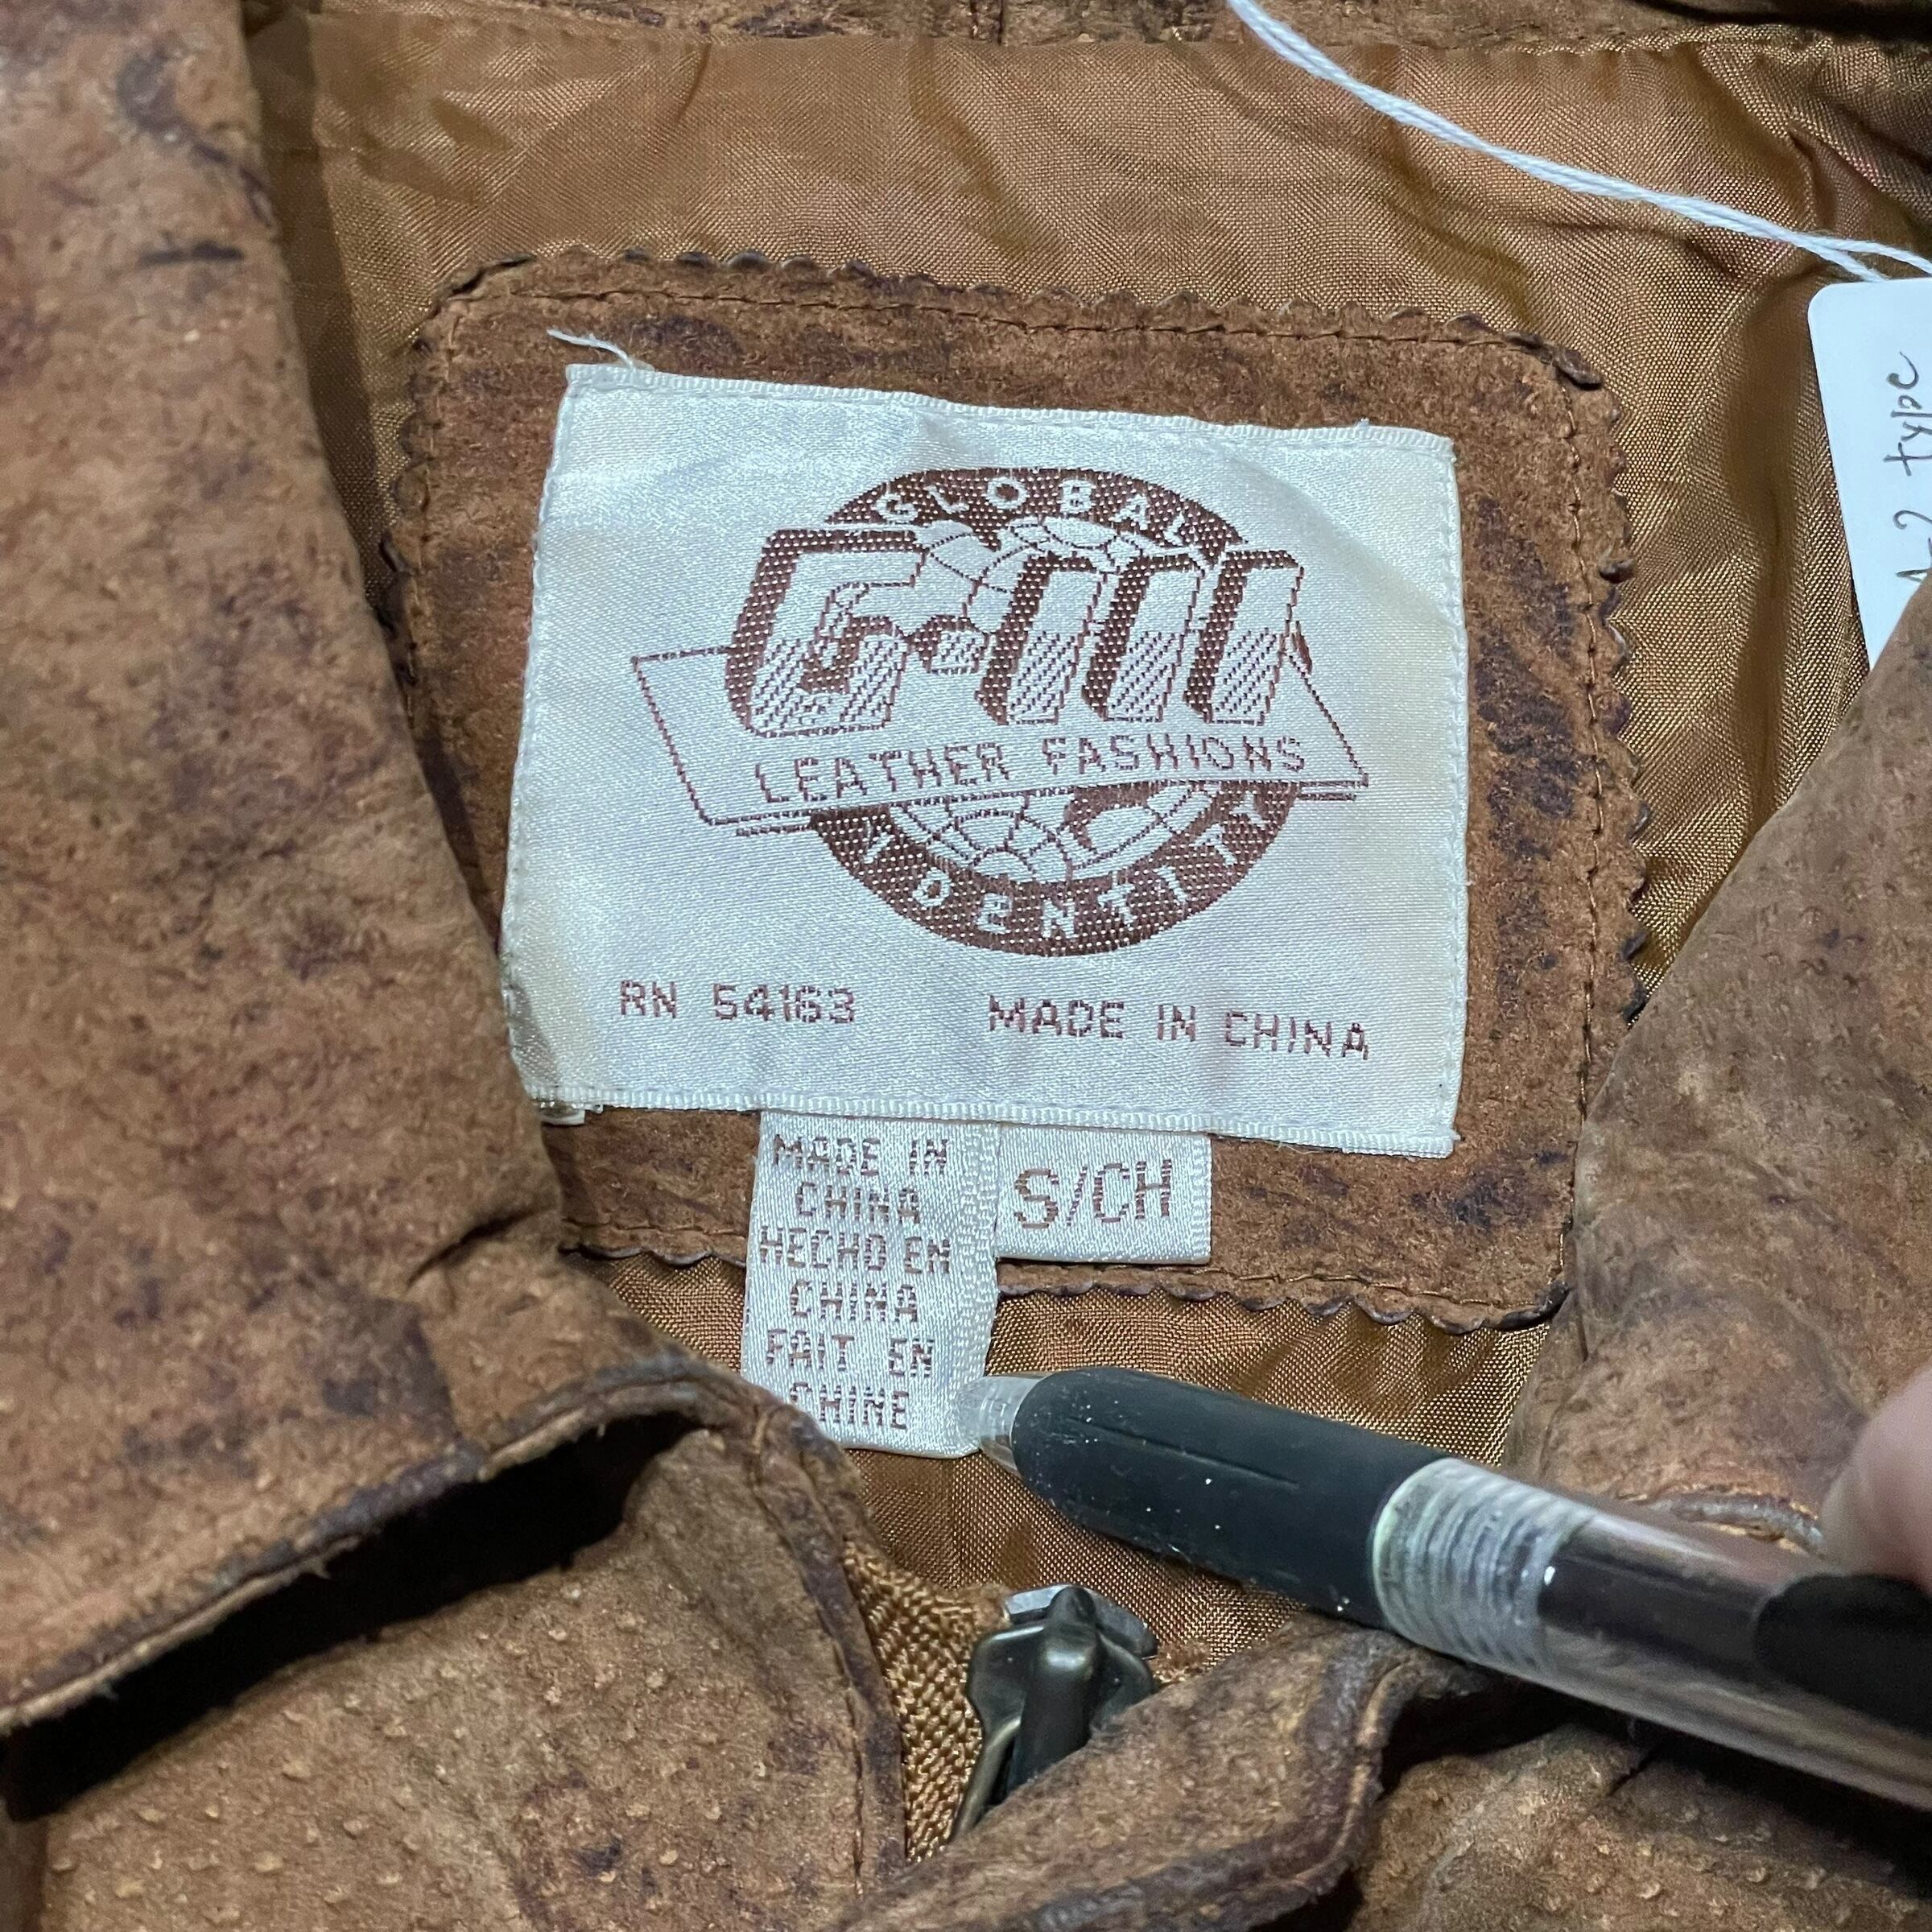 GLOBAL
G-III
LEATHER FASHIONS
IDENTITY
RN 54163 MADE IN CHINA
MADE IN
CHINA
HECHO EN
CHINA
FAIT EN
CHINE
S/CH
A-2 type